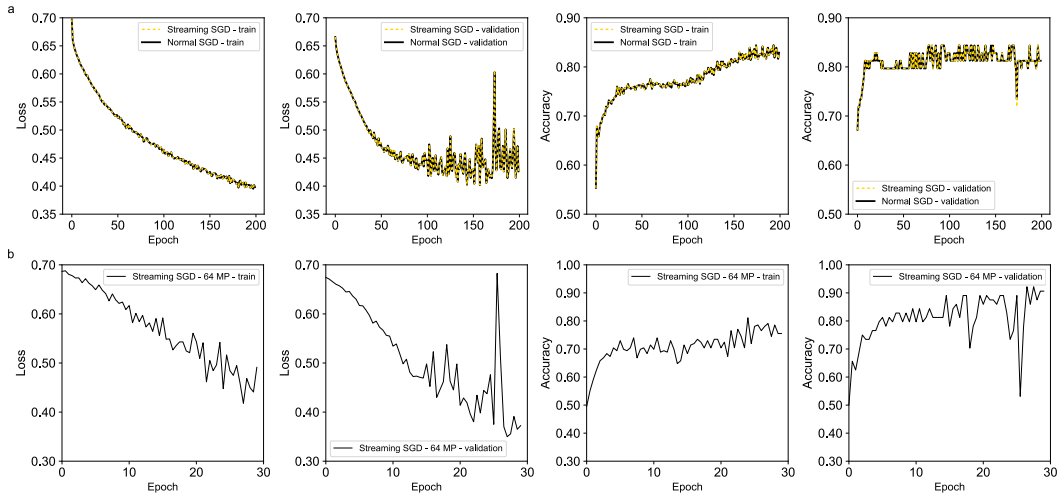 a
0.70
0.65
0.60
0.55
0.50
0.45
0.40
0.35
Loss
0
50
100
150
200
Epoch
Streaming SGD - train
Normal SGD - train
0.70
0.65
0.60
0.55
0.50
0.45
0.40
0.35
Loss
0
50
100
150
200
Epoch
Streaming SGD - validation
Normal SGD - validation
0.90
0.80
0.70
0.60
0.50
Accuracy
0
50
100
150
200
Epoch
Streaming SGD - train
Normal SGD - train
0.90
0.80
0.70
0.60
0.50
Accuracy
0
50
100
150
200
Epoch
Streaming SGD - validation
Normal SGD - validation
b
0.70
0.60
0.50
0.40
0.30
Loss
0
10
20
30
Epoch
Streaming SGD - 64 MP - train
0.70
0.60
0.50
0.40
0.30
Loss
0
10
20
30
Epoch
Streaming SGD - 64 MP - validation
1.00
0.90
0.80
0.70
0.60
0.50
0.40
0.30
Accuracy
0
10
20
30
Epoch
Streaming SGD - 64 MP - train
1.00
0.90
0.80
0.70
0.60
0.50
0.40
0.30
Accuracy
0
10
20
30
Epoch
Streaming SGD - 64 MP - validation